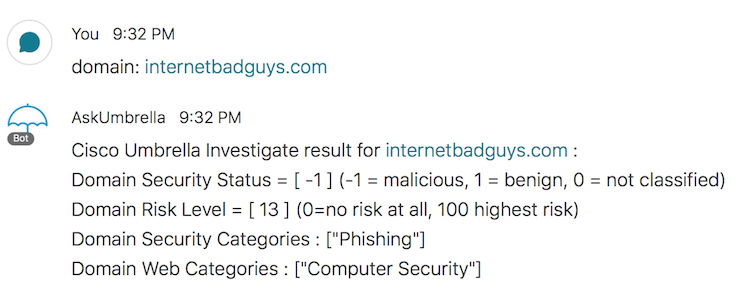 You 9:32 PM
domain: internetbadguys.com
AskUmbrella 9:32 PM
Bot
Cisco Umbrella Investigate result for internetbadguys.com :
Domain Security Status = [ -1 ] (-1 = malicious, 1 = benign, 0 = not classified)
Domain Risk Level = [ 13 ] (0=no risk at all, 100 highest risk)
Domain Security Categories : ["Phishing"]
Domain Web Categories : ["Computer Security"]